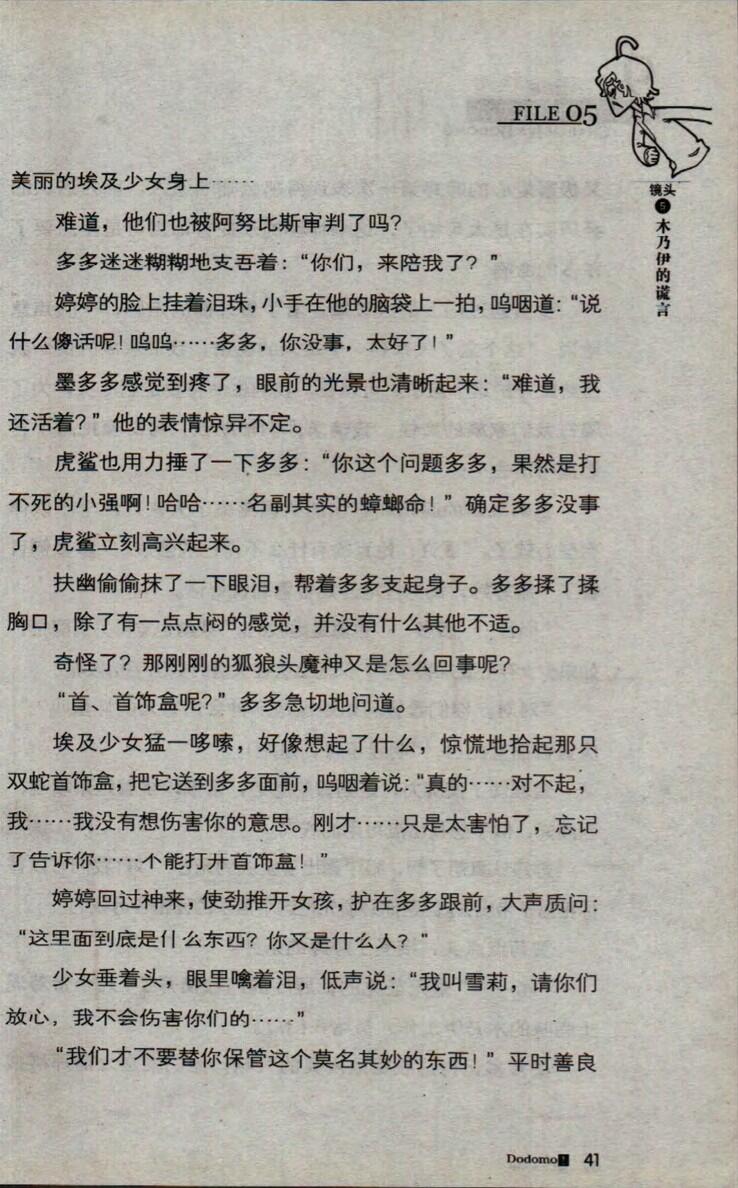 FILE 05
镜头
5
木乃伊的谎言
美丽的埃及少女身上……
难道，他们也被阿努比斯审判了吗？
多多迷迷糊糊地支吾着：“你们，来陪我了？”
婷婷的脸上挂着泪珠，小手在他的脑袋上一拍，呜咽道：“说
什么傻话呢！呜呜……多多，你没事，太好了！”
墨多多感觉到疼了，眼前的光景也清晰起来：“难道，我
还活着？”他的表情惊异不定。
虎鲨也用力捶了一下多多：“你这个问题多多，果然是打
不死的小强啊！哈哈……名副其实的蟑螂命！”确定多多没事
了，虎鲨立刻高兴起来。
扶幽偷偷抹了一下眼泪，帮着多多支起身子。多多揉了揉
胸口，除了有一点点闷的感觉，并没有什么其他不适。
奇怪了？那刚刚的狐狼头魔神又是怎么回事呢？
“首、首饰盒呢？”多多急切地问道。
埃及少女猛一哆嗦，好像想起了什么，惊慌地拾起那只
双蛇首饰盒，把它送到多多面前，呜咽着说：“真的……对不起，
我……我没有想伤害你的意思。刚才……只是太害怕了，忘记
了告诉你……不能打开首饰盒！”
婷婷回过神来，使劲推开女孩，护在多多跟前，大声质问：
“这里面到底是什么东西？你又是什么人？”
少女垂着头，眼里噙着泪，低声说：“我叫雪莉，请你们
放心，我不会伤害你们的……”
“我们才不要替你保管这个莫名其妙的东西！”平时善良
Dodomo 41